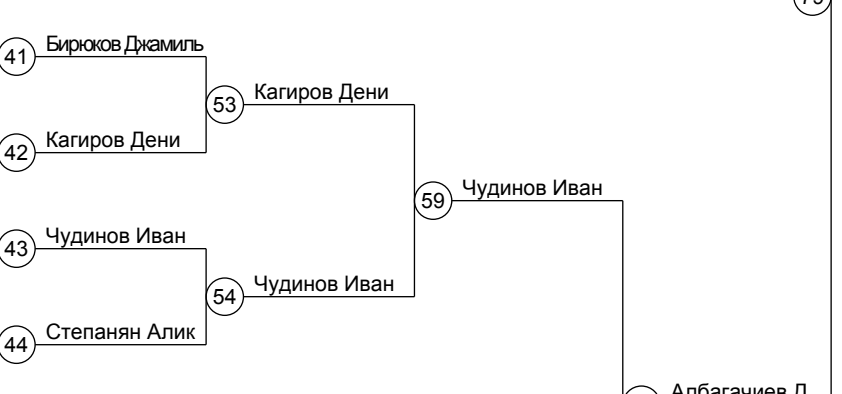 41 Бирюков Джамиль
53 Кагиров Дени
42 Кагиров Дени
59 Чудинов Иван
43 Чудинов Иван
54 Чудинов Иван
44 Степанян Алик
Албагачиев Д